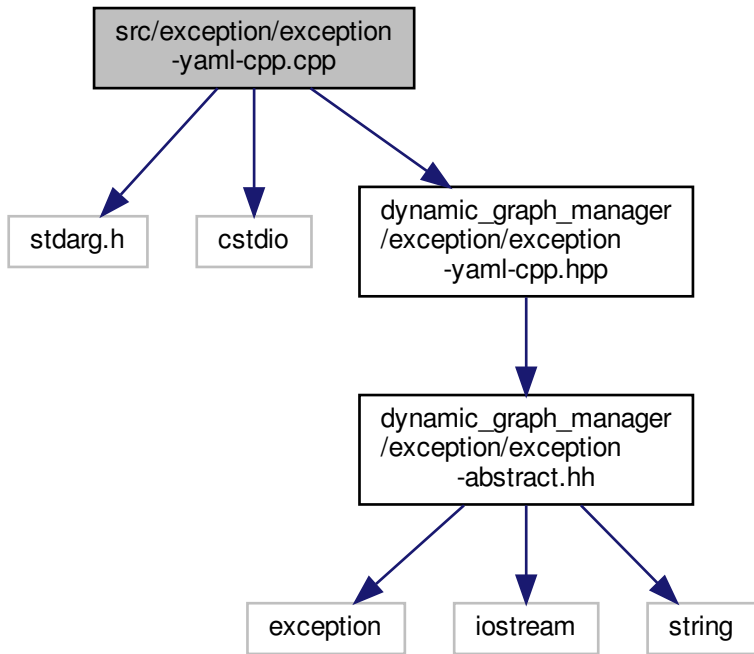 src/exception/exception
-yaml-cpp.cpp
stdarg.h
cstdio
dynamic_graph_manager
/exception/exception
-yaml-cpp.hpp
dynamic_graph_manager
/exception/exception
-abstract.hh
exception
iostream
string